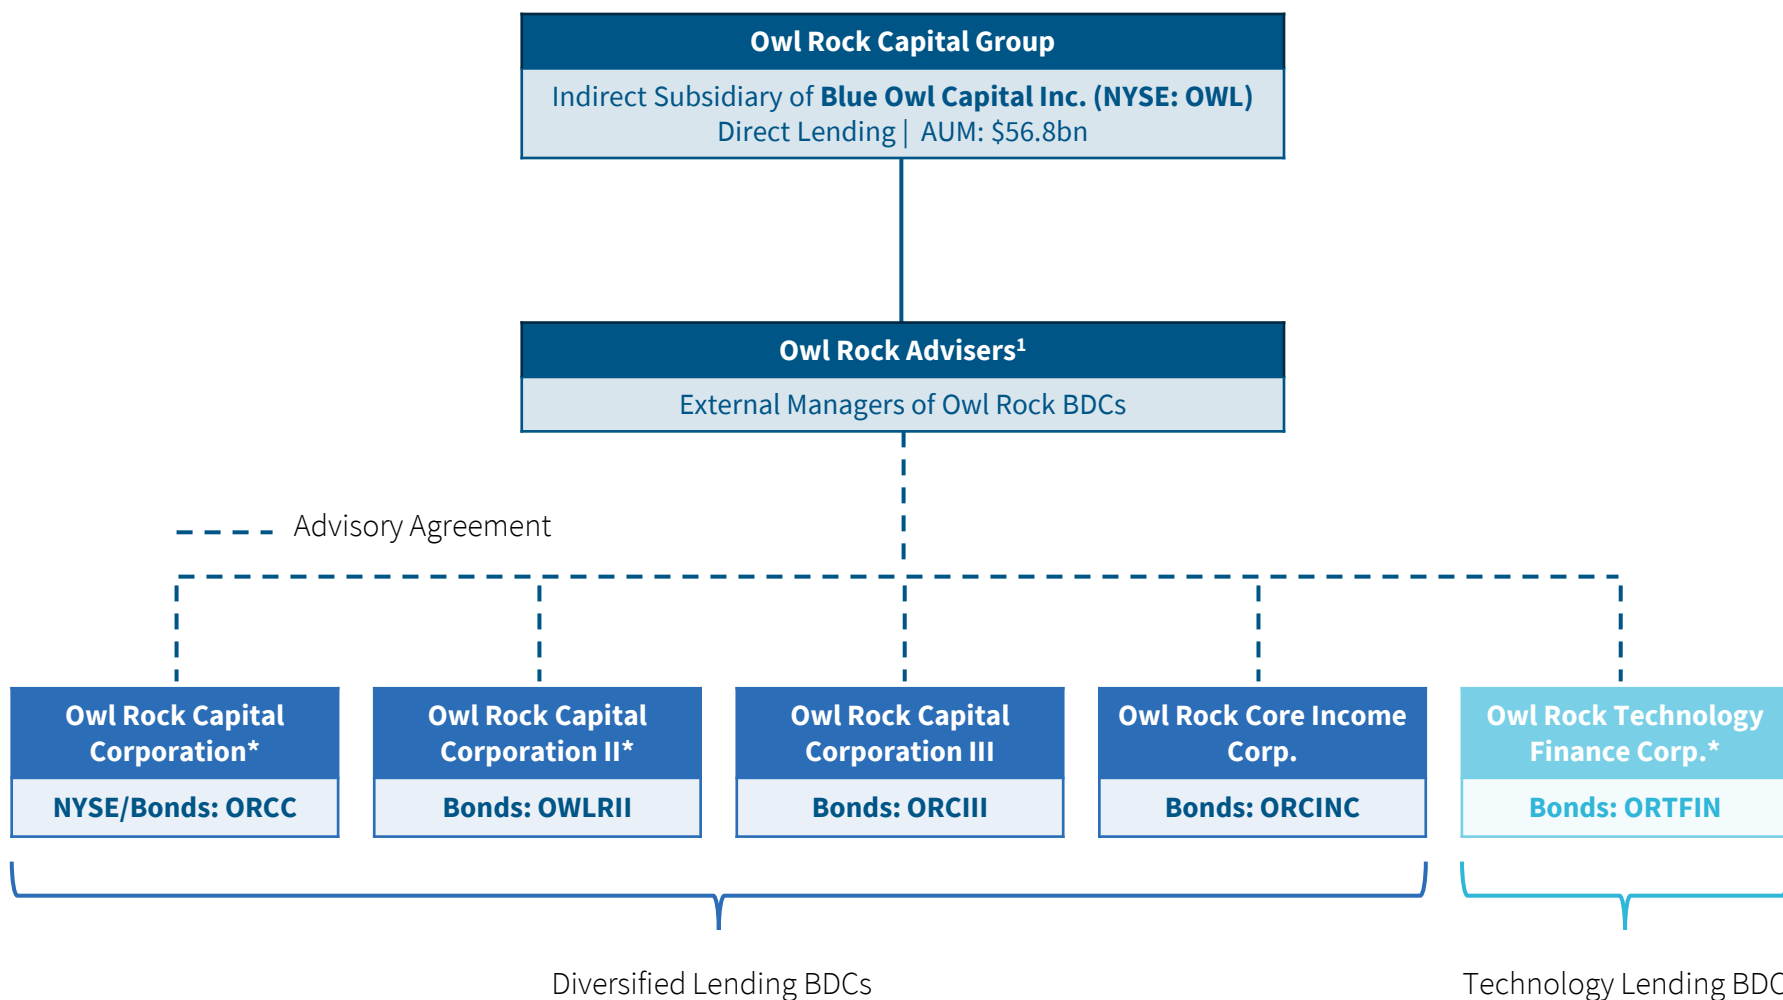 Owl Rock Capital Group
Indirect Subsidiary of Blue Owl Capital Inc. (NYSE: OWL)
Direct Lending | AUM: $56.8bn
Owl Rock Advisers¹
External Managers of Owl Rock BDCs
Advisory Agreement
Owl Rock Capital
Corporation*
NYSE/Bonds: ORCC
Owl Rock Capital
Corporation II*
Bonds: OWLRII
Owl Rock Capital
Corporation III
Bonds: ORCIII
Owl Rock Core Income
Corp.
Bonds: ORCINC
Owl Rock Technology
Finance Corp.*
Bonds: ORTFIN
Diversified Lending BDCs
Technology Lending BDC